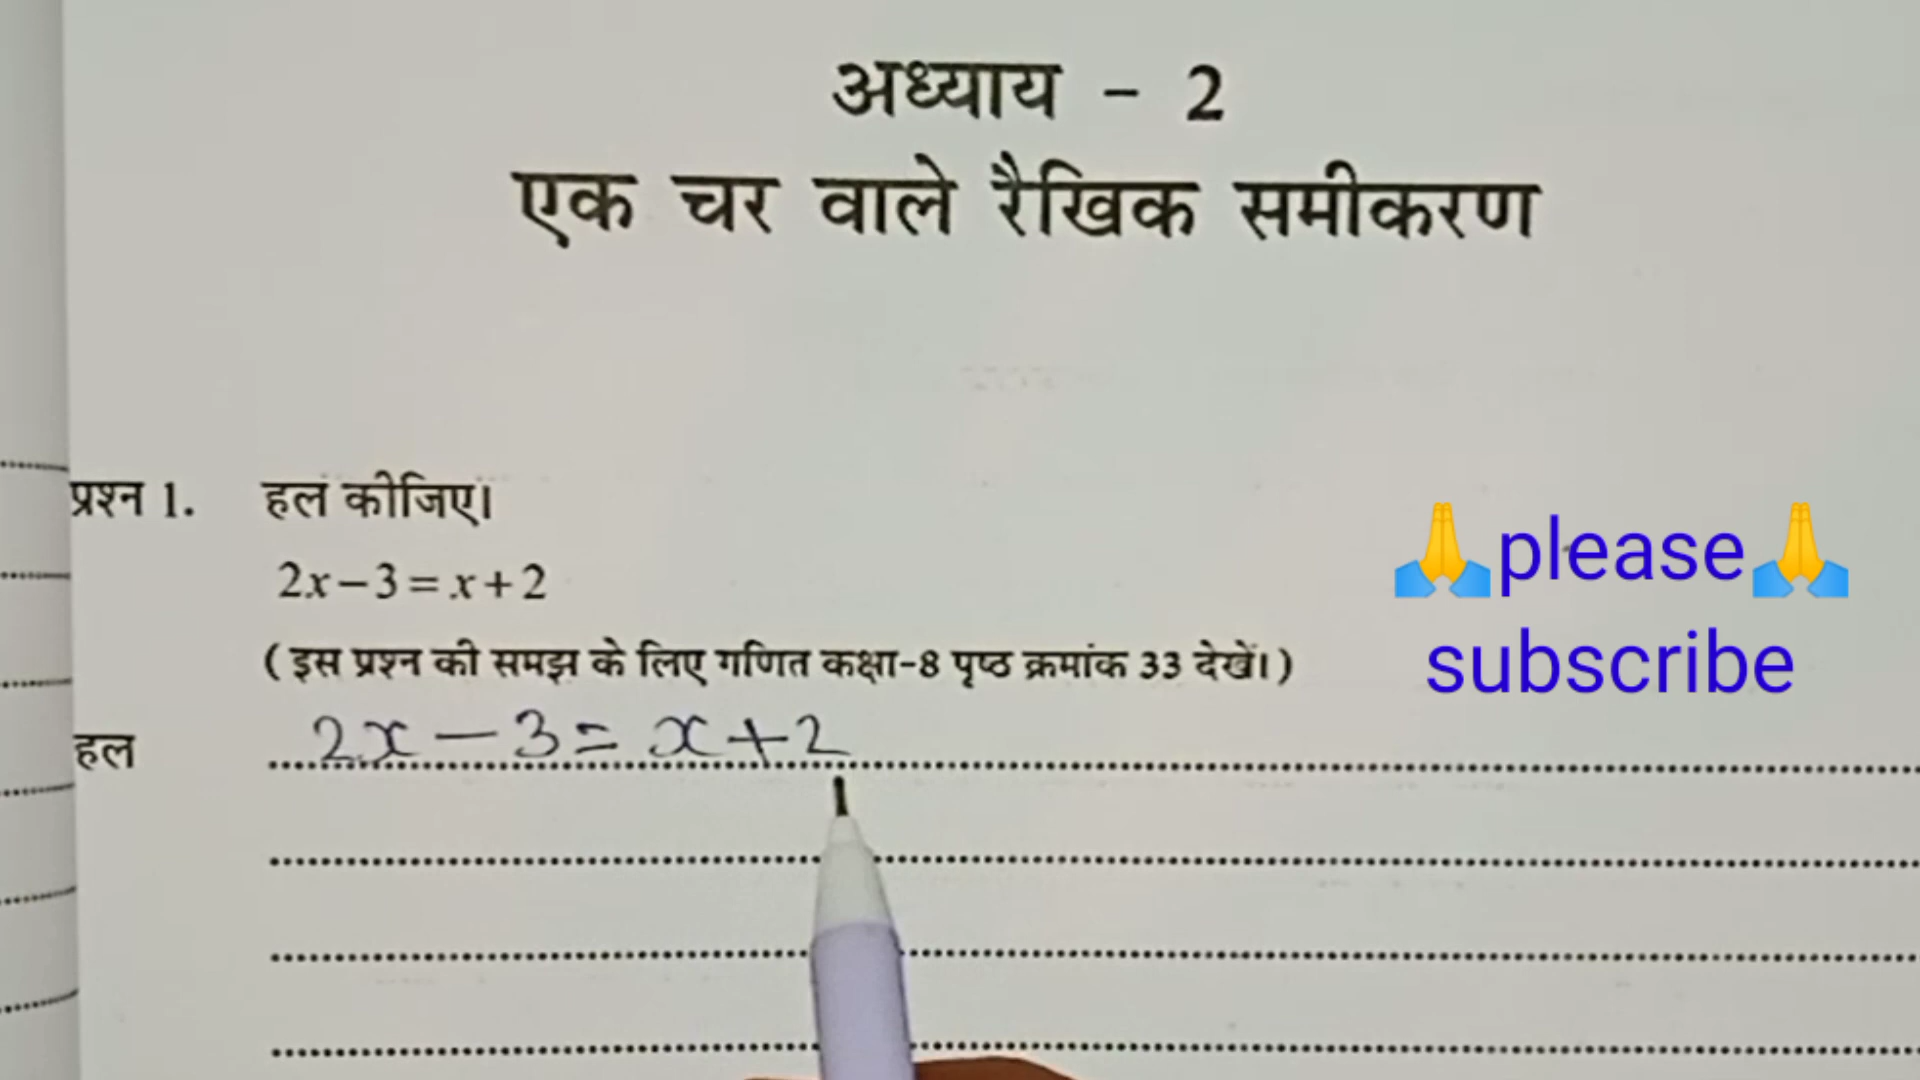 अध्याय - 2
एक चर वाले रैखिक समीकरण
प्रश्न 1. हल कीजिए।
2x-3=x+2
(इस प्रश्न की समझ के लिए गणित कक्षा-8 पृष्ठ क्रमांक 33 देखें।)
🙏please🙏
subscribe
हल 2x-3=x+2